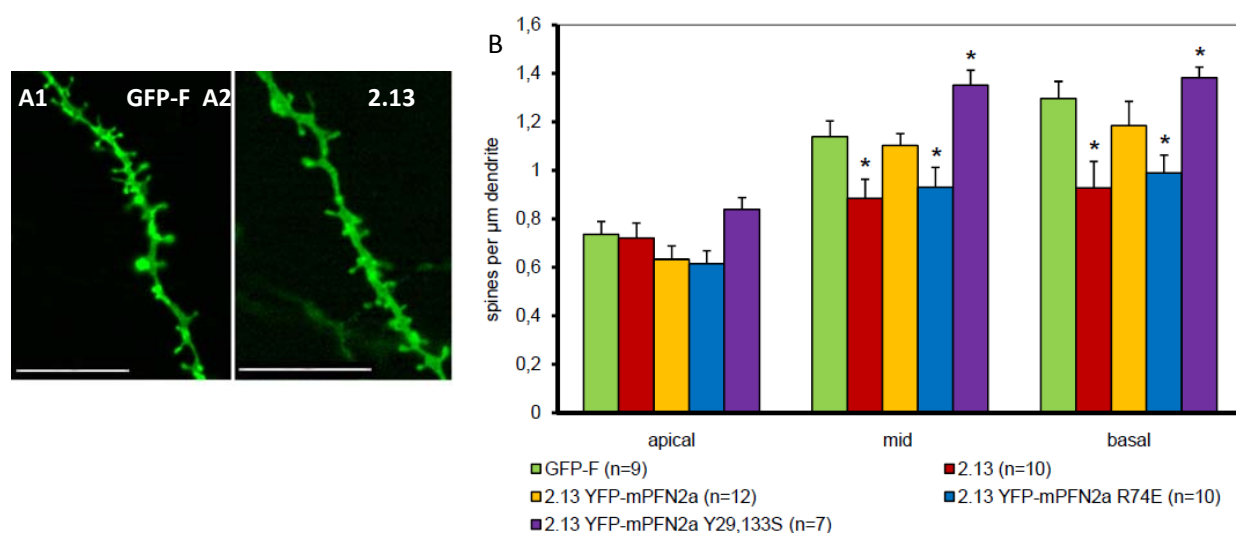 A1 GFP-F A2 2.13
B
spines per µm dendrite
1,6
1,4
1,2
1
0,8
0,6
0,4
0,2
0
* * * * * *
apical mid basal
GFP-F (n=9) 2.13 (n=10)
2.13 YFP-mPFN2a (n=12) 2.13 YFP-mPFN2a R74E (n=10)
2.13 YFP-mPFN2a Y29,133S (n=7)